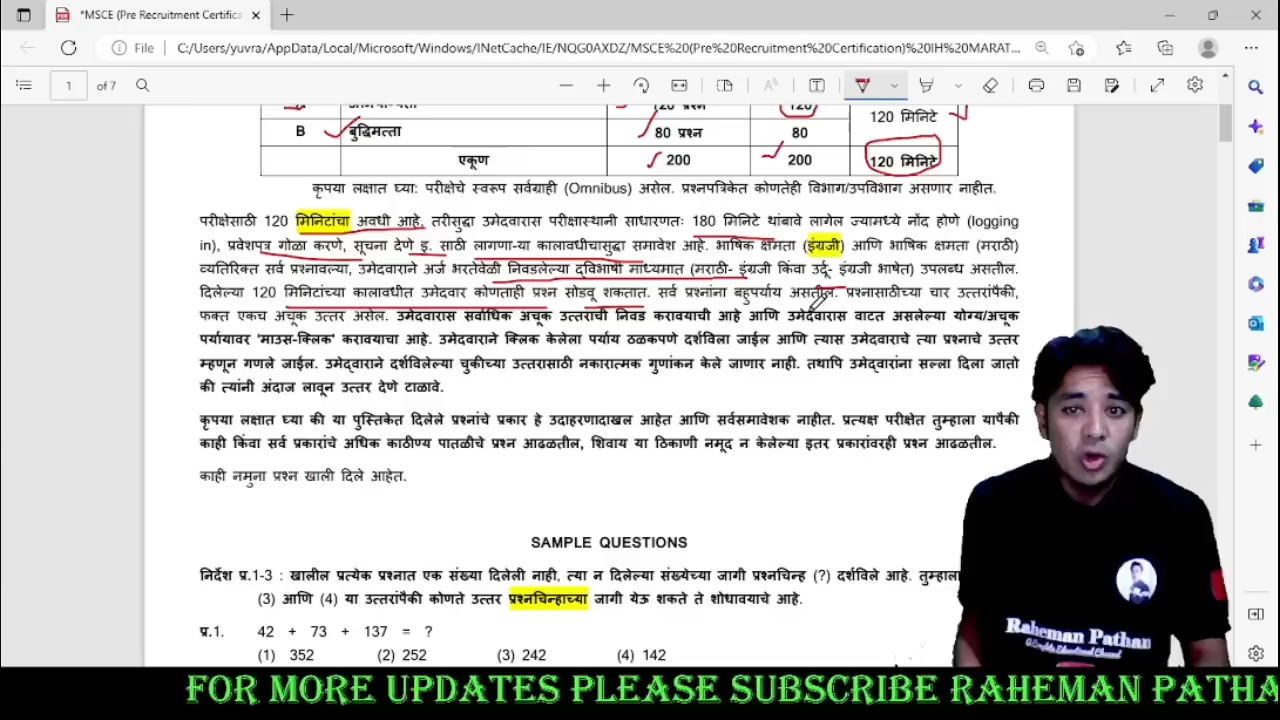 *MSCE (Pre Recruitment Certifica
File
C:/Users/yuvra/AppData/Local/Microsoft/Windows/INetCache/IE/NQG0AXDZ/MSCE%20(Pre%20Recruitment%20Certification)%20IH%20MARAT...
1 of 7
120 प्रश्न 120
120 मिनिटे
B बुद्धिमत्ता 80 प्रश्न 80
एकूण 200 200 120 मिनिटे
कृपया लक्षात घ्या: परीक्षेचे स्वरूप सर्वग्राही (Omnibus) असेल. प्रश्नपत्रिकेत कोणतेही विभाग/उपविभाग असणार नाहीत.
परीक्षेसाठी 120 मिनिटांचा अवधी आहे. तरीसुद्धा उमेदवारास परीक्षास्थानी साधारणतः 180 मिनिटे थांबावे लागेल ज्यामध्ये नोंद होणे (logging
in), प्रवेशपत्र गोळा करणे, सूचना देणे इ. साठी लागणा-या कालावधीचासुद्धा समावेश आहे. भाषिक क्षमता (इंग्रजी) आणि भाषिक क्षमता (मराठी)
व्यतिरिक्त सर्व प्रश्नावल्या, उमेदवाराने अर्ज भरतेवेळी निवडलेल्या द्विभाषी माध्यमात (मराठी- इंग्रजी किंवा उर्दू- इंग्रजी भाषेत) उपलब्ध असतील.
दिलेल्या 120 मिनिटांच्या कालावधीत उमेदवार कोणताही प्रश्न सोडवू शकतात. सर्व प्रश्नांना बहुपर्याय असतील. प्रश्नासाठीच्या चार उत्तरांपैकी,
फक्त एकच अचूक उत्तर असेल. उमेदवारास सर्वाधिक अचूक उत्तराची निवड करावयाची आहे आणि उमेदवारास वाटत असलेल्या योग्य/अचूक
पर्यायावर 'माउस-क्लिक' करावयाचा आहे. उमेदवाराने क्लिक केलेला पर्याय ठळकपणे दर्शविला जाईल आणि त्यास उमेदवाराचे त्या प्रश्नाचे उत्तर
म्हणून गणले जाईल. उमेद्वाराने दर्शविलेल्या चुकीच्या उत्तरासाठी नकारात्मक गुणांकन केले जाणार नाही. तथापि उमेदवारांना सल्ला दिला जातो
की त्यांनी अंदाज लावून उत्तर देणे टाळावे.
कृपया लक्षात घ्या की या पुस्तिकेत दिलेले प्रश्नांचे प्रकार हे उदाहरणादाखल आहेत आणि सर्वसमावेशक नाहीत. प्रत्यक्ष परीक्षेत तुम्हाला यापैकी
काही किंवा सर्व प्रकारांचे अधिक काठीण्य पातळीचे प्रश्न आढळतील, शिवाय या ठिकाणी नमूद न केलेल्या इतर प्रकारांवरही प्रश्न आढळतील.
काही नमुना प्रश्न खाली दिले आहेत.
SAMPLE QUESTIONS
निर्देश प्र.1-3 : खालील प्रत्येक प्रश्नात एक संख्या दिलेली नाही, त्या न दिलेल्या संख्येच्या जागी प्रश्नचिन्ह (?) दर्शविले आहे. तुम्हाला
(3) आणि (4) या उत्तरांपैकी कोणते उत्तर प्रश्नचिन्हाच्या जागी येऊ शकते ते शोधावयाचे आहे.
प्र.1. 42 + 73 + 137 = ?
(1) 352 (2) 252 (3) 242 (4) 142
Raheman Pathan
A Complete Educational Channel
FOR MORE UPDATES PLEASE SUBSCRIBE RAHEMAN PATHA